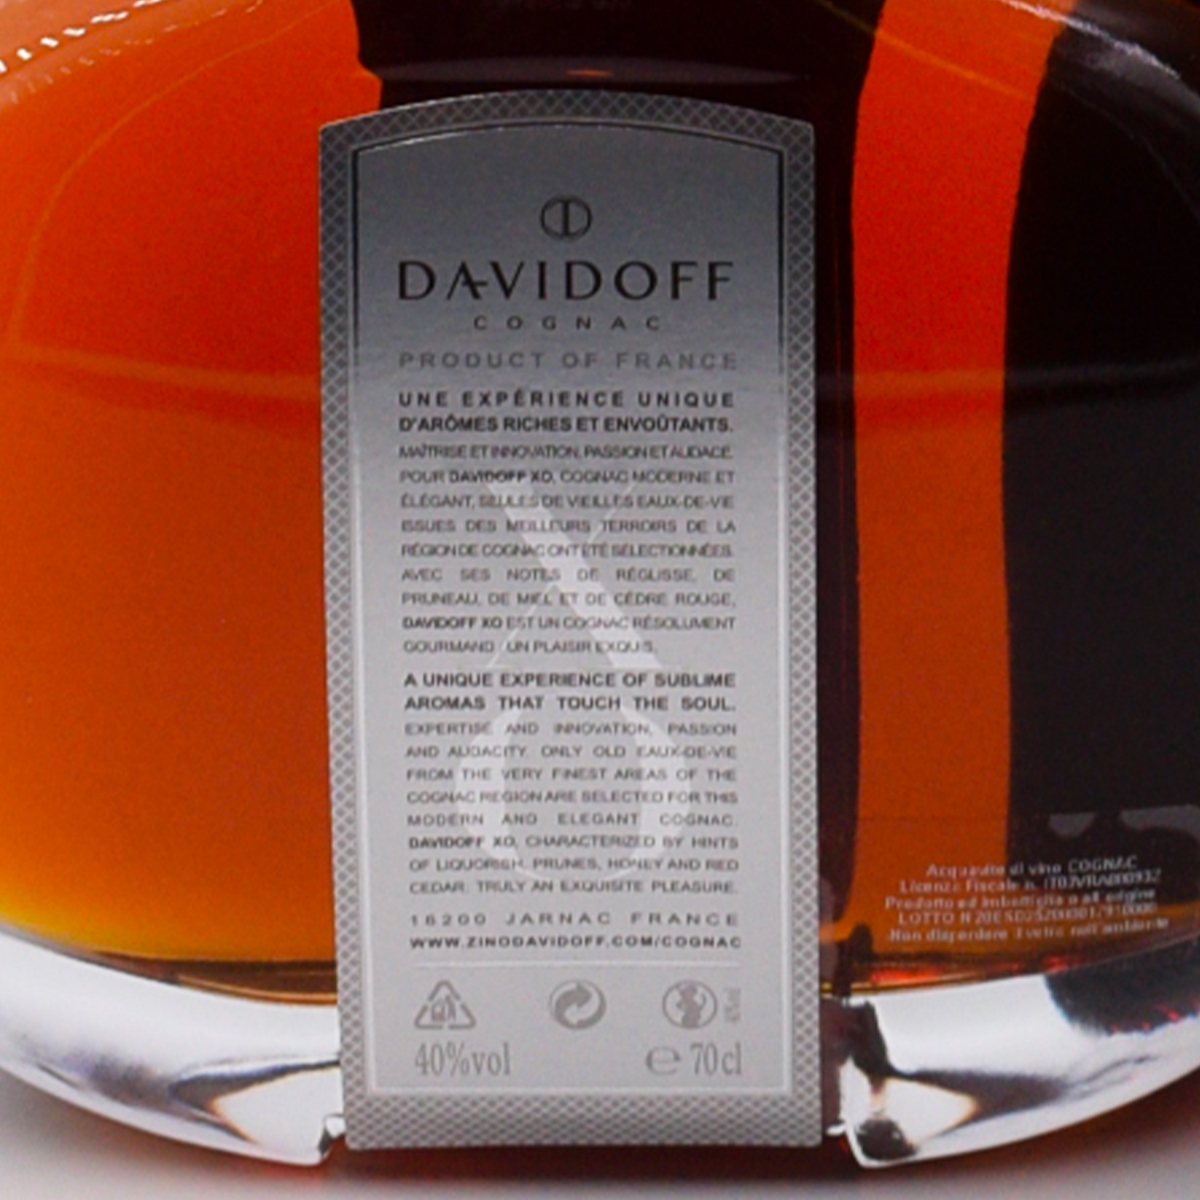 DAVIDOFF
COGNAC
PRODUCT OF FRANCE
UNE EXPÉRIENCE UNIQUE
D'ARÔMES RICHES ET ENVOÛTANTS.
MAÎTRISE ET INNOVATION, PASSION ET AUDACE.
POUR DAVIDOFF XO, COGNAC MODERNE ET
ÉLÉGANT, SEULES DE VIEILLES EAUX-DE-VIE
ISSUES DES MEILLEURS TERROIRS DE LA
RÉGION DE COGNAC ONT ÉTÉ SÉLECTIONNÉES.
AVEC SES NOTES DE RÉGLISSE, DE
PRUNEAU, DE MIEL ET DE CÈDRE ROUGE,
DAVIDOFF XO EST UN COGNAC RÉSOLUMENT
GOURMAND : UN PLAISIR EXQUIS.
A UNIQUE EXPERIENCE OF SUBLIME
AROMAS THAT TOUCH THE SOUL.
EXPERTISE AND INNOVATION, PASSION
AND AUDACITY. ONLY OLD EAUX-DE-VIE
FROM THE VERY FINEST AREAS OF THE
COGNAC REGION ARE SELECTED FOR THIS
MODERN AND ELEGANT COGNAC.
DAVIDOFF XO, CHARACTERIZED BY HINTS
OF LIQUORISH, PRUNES, HONEY AND RED
CEDAR. TRULY AN EXQUISITE PLEASURE.
16200 JARNAC FRANCE
WWW.ZINODAVIDOFF.COM/COGNAC
40%vol
℮ 70cl
Acquavite di vino COGNAC
Licenza Fiscale n.
Prodotto ed imbottiglia o all origine
LOTTO N
Non disperdere il vetro nell'ambiente